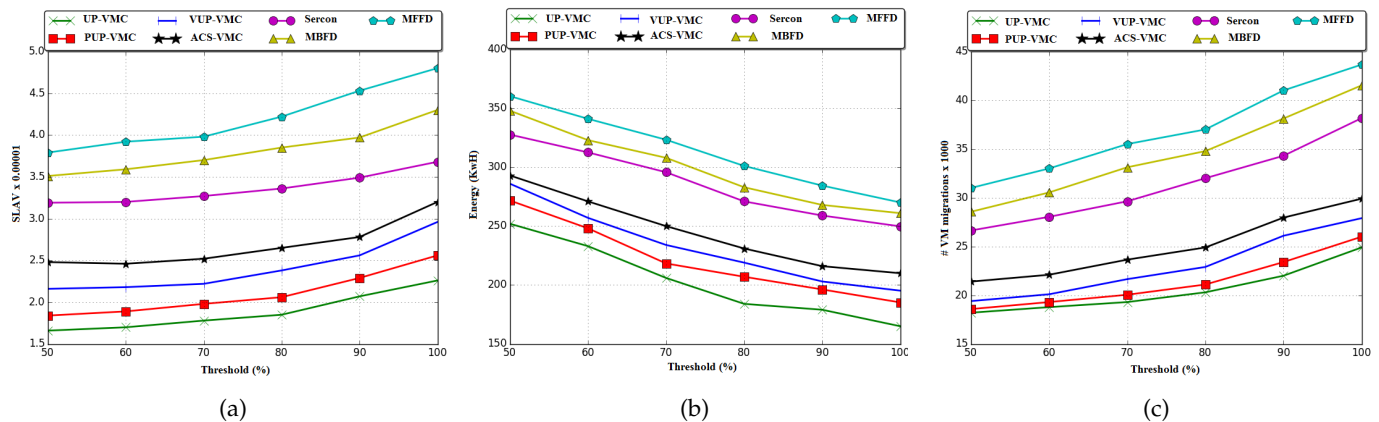 UP-VMC VUP-VMC Sercon MFFD
PUP-VMC ACS-VMC MBFD
5.0
4.5
4.0
3.5
3.0
2.5
2.0
1.5
SLAV x 0.00001
50 60 70 80 90 100
Threshold (%)
(a)
UP-VMC VUP-VMC Sercon MFFD
PUP-VMC ACS-VMC MBFD
400
350
300
250
200
150
Energy (KwH)
50 60 70 80 90 100
Threshold (%)
(b)
UP-VMC VUP-VMC Sercon MFFD
PUP-VMC ACS-VMC MBFD
45
40
35
30
25
20
15
# VM migrations x 1000
50 60 70 80 90 100
Threshold (%)
(c)